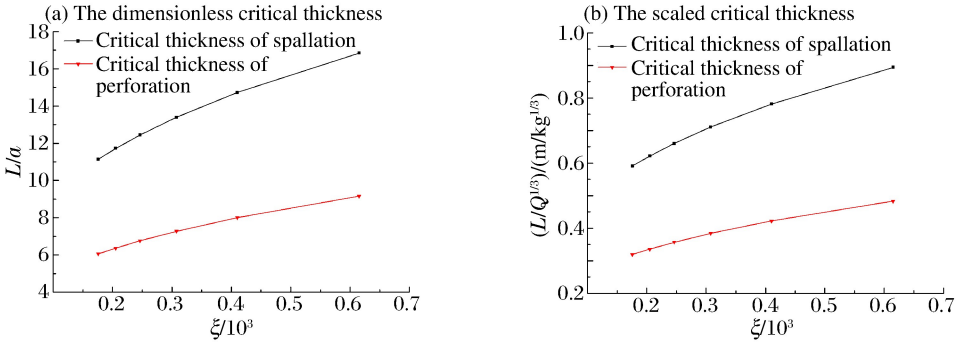 (a) The dimensionless critical thickness
18
Critical thickness of spallation
16
Critical thickness of
perforation
14
12
10
8
6
4
L/a
0.2 0.3 0.4 0.5 0.6 0.7
ξ/10³
(b) The scaled critical thickness
1.0
Critical thickness of spallation
Critical thickness of
perforation
0.8
0.6
0.4
0.2
(L/Q¹/³)/(m/kg¹/³)
0.2 0.3 0.4 0.5 0.6 0.7
ξ/10³